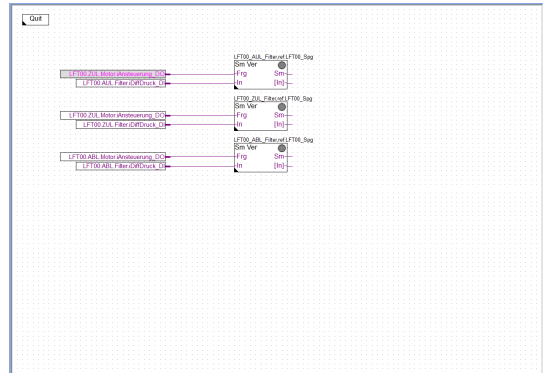 Quit
LFT00_AUL_Filter,ref:LFT00_Spg
Sm Ver
LFT00.ZUL.Motor.iAnsteuerung_DO
Frg
Sm
LFT00.AUL.Filter.iDiffDruck_DI
In
[In]
LFT00_ZUL_Filter,ref:LFT00_Spg
Sm Ver
LFT00.ZUL.Motor.iAnsteuerung_DO
Frg
Sm
LFT00.ZUL.Filter.iDiffDruck_DI
In
[In]
LFT00_ABL_Filter,ref:LFT00_Spg
Sm Ver
LFT00.ABL.Motor.iAnsteuerung_DO
Frg
Sm
LFT00.ABL.Filter.iDiffDruck_DI
In
[In]